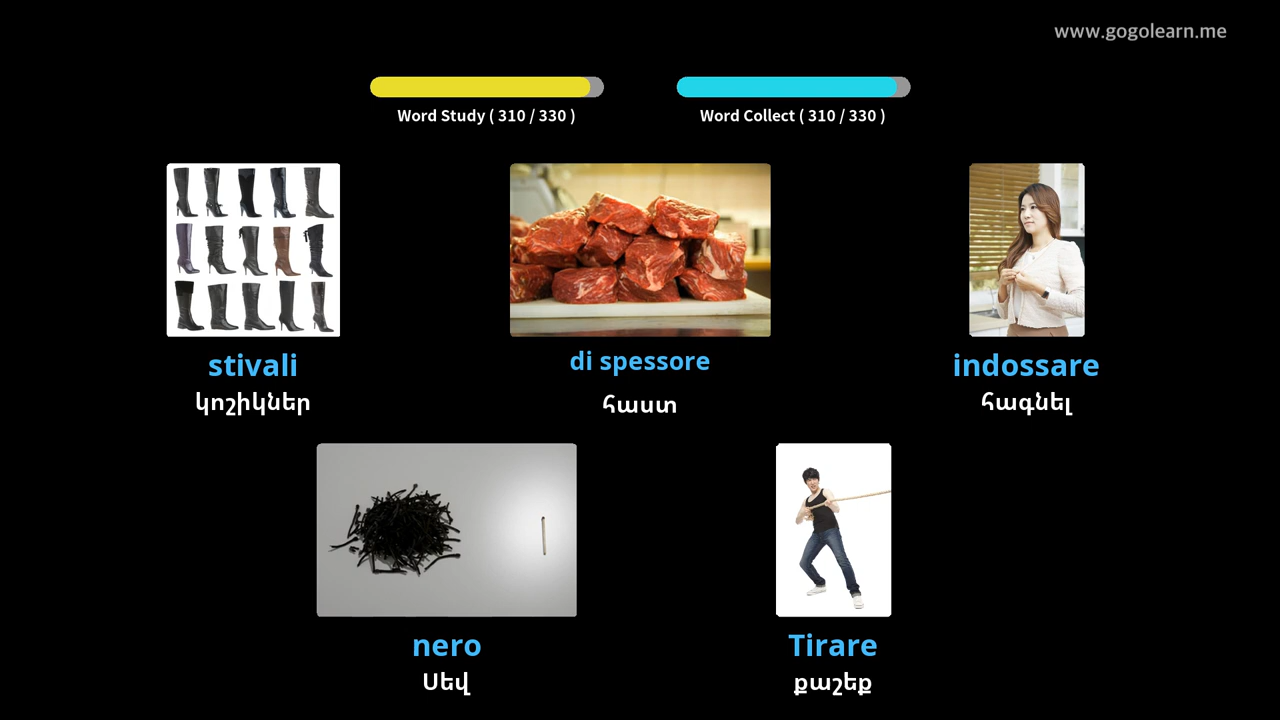 www.gogolearn.me
Word Study ( 310 / 330 )
Word Collect ( 310 / 330 )
stivali
կոշիկներ
di spessore
հաստ
indossare
հագնել
nero
Սեվ
Tirare
քաշեք